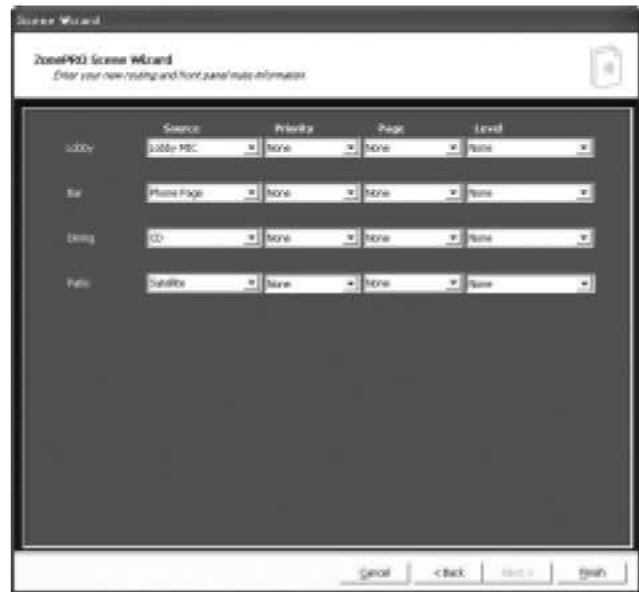 Scene Wizard
ZonePRO Scene Wizard
Enter your new routing and front panel mute information
Source Priority Page Level
Lobby Lobby MIC None None None
Bar Phone Page None None None
Dining CD None None None
Patio Satellite None None None
Cancel < Back Next > Finish